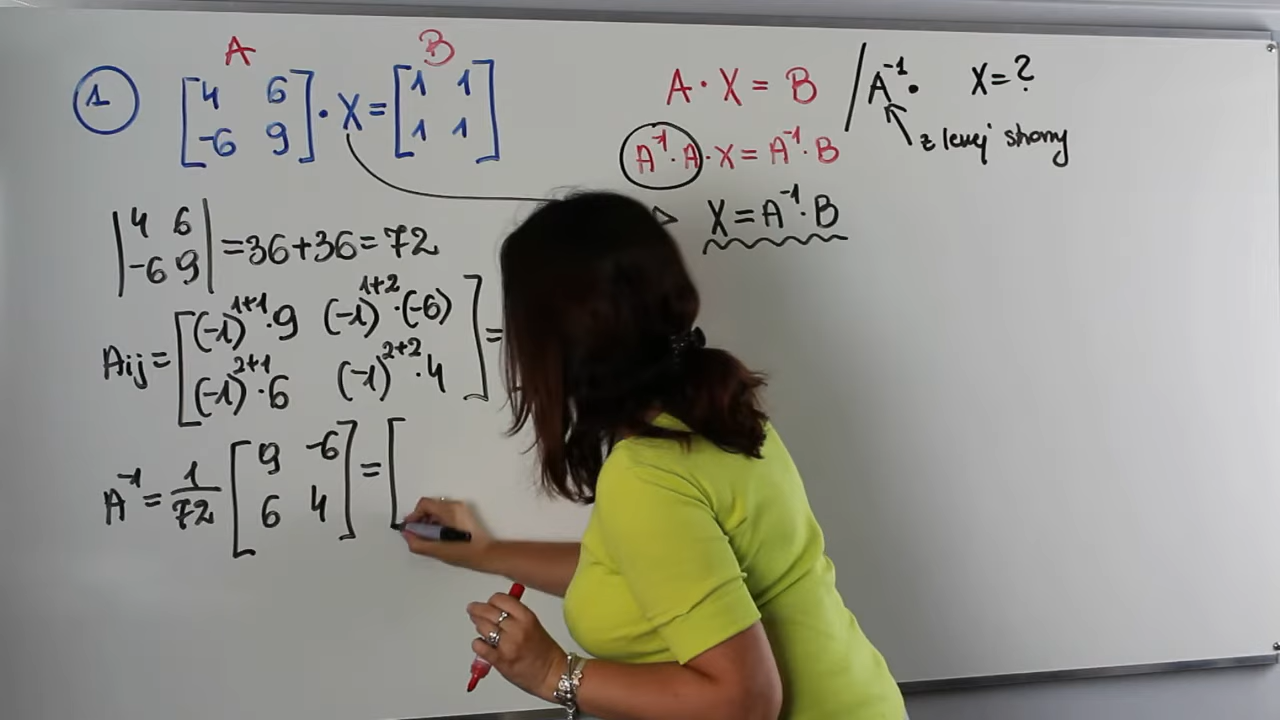 A B
① [4 6; -6 9] · X = [1 1; 1 1]
A · X = B / A⁻¹ · X = ?
z lewej strony
A⁻¹ · A · X = A⁻¹ · B
X = A⁻¹ · B
|4 6; -6 9| = 36 + 36 = 72
Aij = [(-1)¹⁺¹ · 9 (-1)¹⁺² · (-6); (-1)²⁺¹ · 6 (-1)²⁺² · 4] =
A⁻¹ = 1/72 [9 -6; 6 4] = [